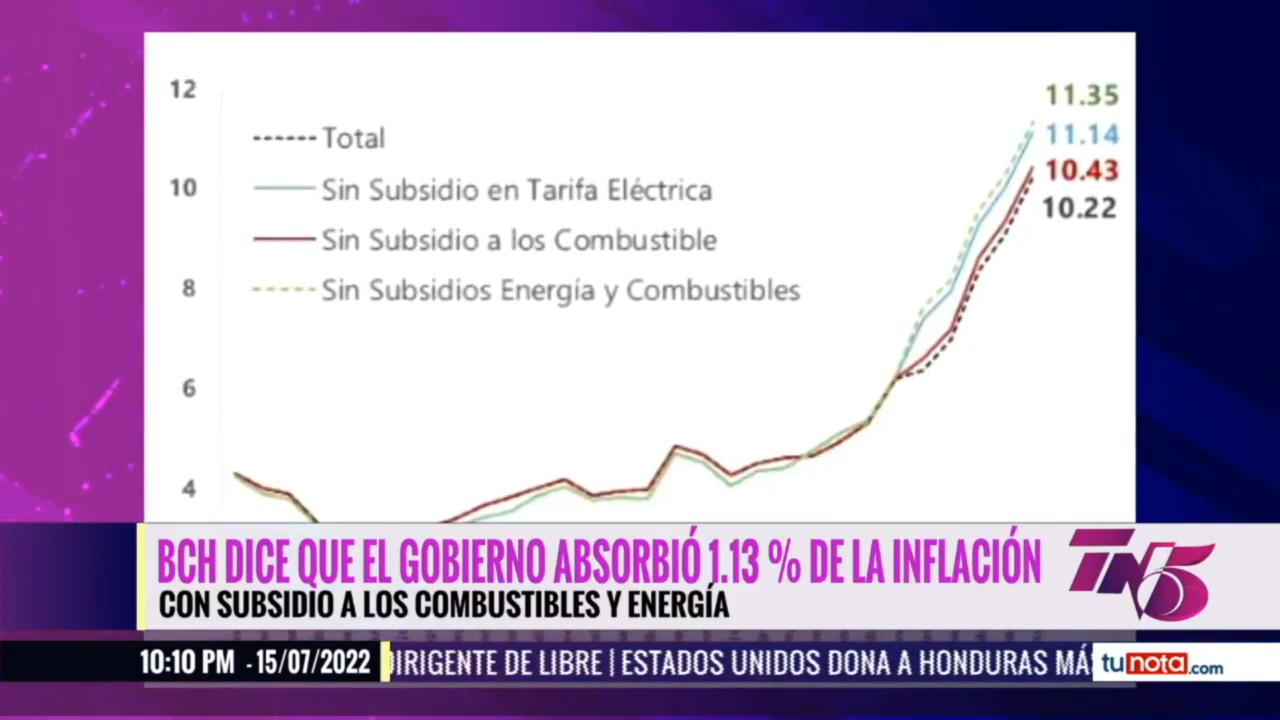 12
11.35
Total
11.14
10
Sin Subsidio en Tarifa Eléctrica
10.43
10.22
Sin Subsidio a los Combustible
8
Sin Subsidios Energía y Combustibles
6
4
BCH DICE QUE EL GOBIERNO ABSORBIÓ 1.13 % DE LA INFLACIÓN
CON SUBSIDIO A LOS COMBUSTIBLES Y ENERGÍA
TN5
10:10 PM - 15/07/2022
DIRIGENTE DE LIBRE | ESTADOS UNIDOS DONA A HONDURAS MÁ
tunota.com